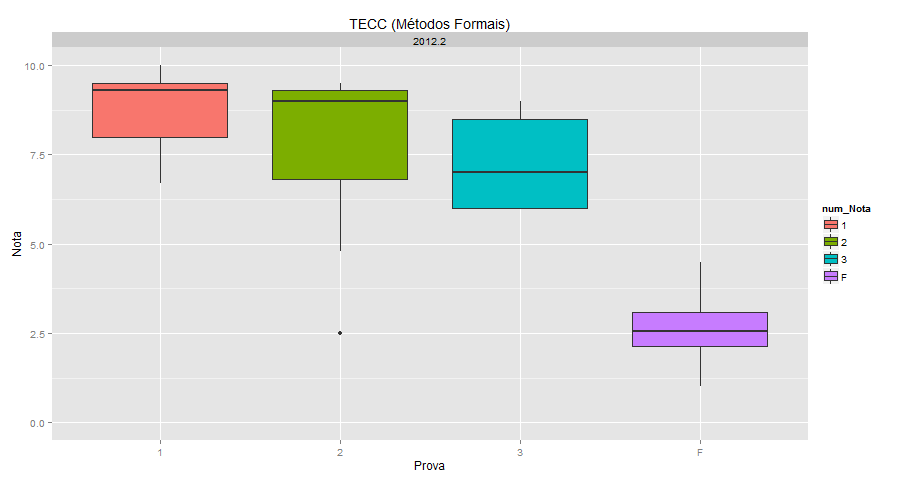 TECC (Métodos Formais)
2012.2
10.0
7.5
5.0
2.5
0.0
Nota
1 2 3 F
Prova
num_Nota
1
2
3
F